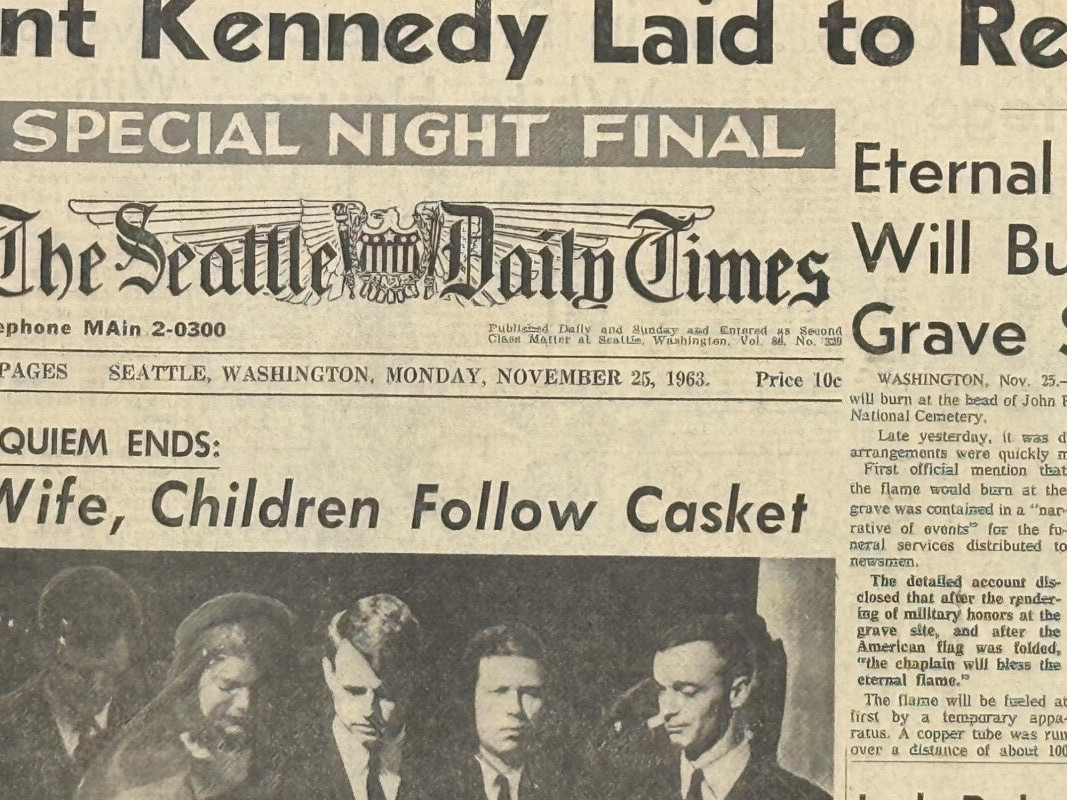 nt Kennedy Laid to Re
SPECIAL NIGHT FINAL
The Seattle Daily Times
ephone MAin 2-0300
Published Daily and Sunday and Entered as Second
Class Matter at Seattle, Washington, Vol. No.
PAGES SEATTLE, WASHINGTON, MONDAY, NOVEMBER 25, 1963. Price 10c
QUIEM ENDS:
Wife, Children Follow Casket
Eternal
Will Bu
Grave S
WASHINGTON, Nov. 25.—
will burn at the head of John F
National Cemetery.
Late yesterday, it was d
arrangements were quickly m
First official mention that
the flame would burn at the
grave was contained in a "nar-
rative of events" for the fu-
neral services distributed to
newsmen.
The detailed account dis-
closed that after the render-
ing of military honors at the
grave site, and after the
American flag was folded,
"the chaplain will bless the
eternal flame."
The flame will be fueled at
first by a temporary appa-
ratus. A copper tube was run
over a distance of about 100